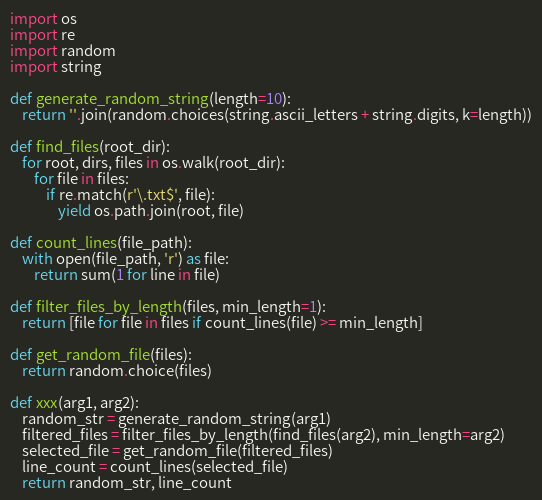 import os
import re
import random
import string

def generate_random_string(length=10):
    return ''.join(random.choices(string.ascii_letters + string.digits, k=length))

def find_files(root_dir):
    for root, dirs, files in os.walk(root_dir):
        for file in files:
            if re.match(r'\.txt$', file):
                yield os.path.join(root, file)

def count_lines(file_path):
    with open(file_path, 'r') as file:
        return sum(1 for line in file)

def filter_files_by_length(files, min_length=1):
    return [file for file in files if count_lines(file) >= min_length]

def get_random_file(files):
    return random.choice(files)

def xxx(arg1, arg2):
    random_str = generate_random_string(arg1)
    filtered_files = filter_files_by_length(find_files(arg2), min_length=arg2)
    selected_file = get_random_file(filtered_files)
    line_count = count_lines(selected_file)
    return random_str, line_count